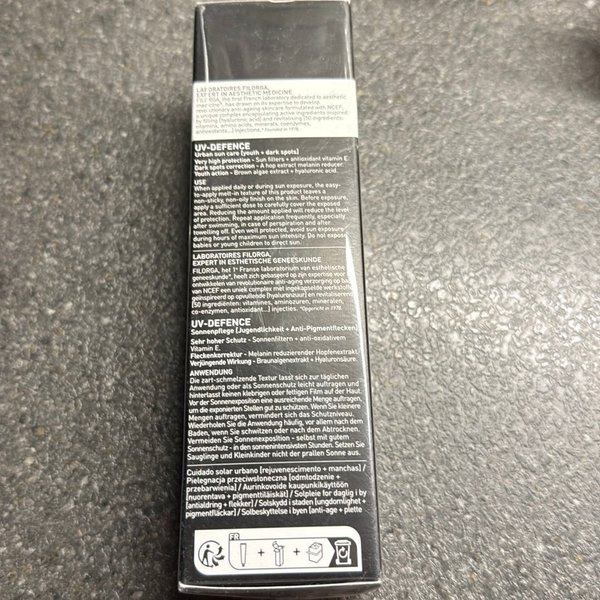 LABORATOIRES FILORGA,
EXPERT IN AESTHETIC MEDICINE
FILORGA, the first French laboratory dedicated to aesthetic
medicine*, has drawn on its expertise to develop
revolutionary anti-ageing skincare formulated with NCEF,
a unique complex encapsulating active ingredients inspired
by filling (hyaluronic acid) and revitalising (50 ingredients:
vitamins, amino acids, minerals, coenzymes,
antioxidants...) injections. *Founded in 1978.
UV-DEFENCE
Urban sun care [youth + dark spots]
Very high protection - Sun filters + antioxidant vitamin E.
Dark spots correction - A hop extract melanin reducer.
Youth action - Brown algae extract + hyaluronic acid.
USE
When applied daily or during sun exposure, the easy-
to-apply melt-in texture of this product leaves a
non-sticky, non-oily finish on the skin. Before exposure,
apply a sufficient dose to carefully cover the exposed
area. Reducing the amount applied will reduce the level
of protection. Repeat application frequently, especially
after swimming, in case of perspiration and after
towelling off. Even well protected, avoid sun exposure
during hours of maximum sun intensity. Do not expose
babies or young children to direct sun.
LABORATOIRES FILORGA,
EXPERT IN ESTHETISCHE GENEESKUNDE
FILORGA, het 1e Franse laboratorium van esthetische
geneeskunde*, heeft zich gebaseerd op zijn expertise voor
ontwikkelen van revolutionaire anti-aging verzorging op bas
van NCEF een uniek complex met ingekapselde werkstoffe
geïnspireerd op opvullende (hyaluronzuur) en revitaliseren
(50 ingrediënten: vitamines, aminozuren, mineralen,
co-enzymen, antioxidant...) injecties. *Opgericht in 1978.
UV-DEFENCE
Sonnenpflege [Jugendlichkeit + Anti-Pigmentflecken]
Sehr hoher Schutz - Sonnenfiltern + anti-oxidativem
Vitamin E.
Fleckenkorrektur - Melanin reduzierender Hopfenextrakt.
Verjüngende Wirkung - Braunalgenextrakt + Hyaluronsäure.
ANWENDUNG
Die zart-schmelzende Textur lasst sich zur täglichen
Anwendung oder als Sonnenschutz leicht auftragen und
hinterlasst keinen klebrigen oder fettigen Film auf der Haut.
Vor der Sonnenexposition eine ausreichende Menge auftragen,
um die exponierten Stellen gut zu schützen. Wenn Sie kleinere
Mengen auftragen, vermindert sich das Schutzniveau.
Wiederholen Sie die Anwendung häufig, vor allem nach dem
Baden, wenn Sie schwitzen oder nach dem Abtrocknen.
Vermeiden Sie Sonnenexposition - selbst mit gutem
Sonnenschutz - in den sonnenintensivsten Stunden. Setzen Sie
Sauglinge und Kleinkinder nicht der prallen Sonne aus.
Cuidado solar urbano [rejuvenescimento + manchas] /
Pielęgnacja przeciwsłoneczna [odmłodzenie +
przebarwienia] / Aurinkovoide kaupunkikäyttöön
[nuorentava + pigmenttiläiskät] / Solpleie for daglig i by
[antialdring + flekker] / Solskydd i staden [ungdomlighet +
pigmentfläckar] / Solbeskyttelse i byen [anti-age + plette
FR
+ +